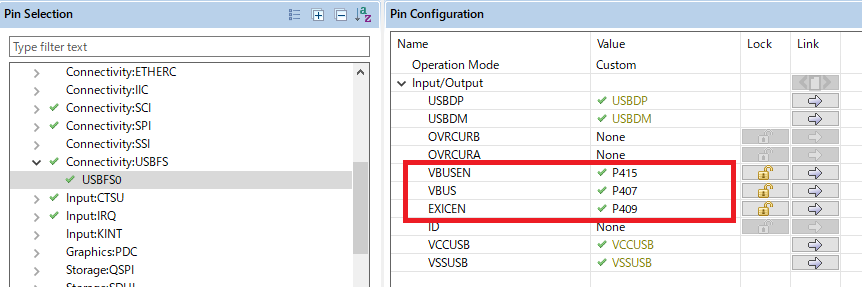 Pin Selection
Type filter text
Connectivity:ETHERC
Connectivity:IIC
Connectivity:SCI
Connectivity:SPI
Connectivity:SSI
Connectivity:USBFS
USBFS0
Input:CTSU
Input:IRQ
Input:KINT
Graphics:PDC
Storage:QSPI
Pin Configuration
Name Value Lock Link
Operation Mode Custom
Input/Output
USBDP USBDP
USBDM USBDM
OVRCURB None
OVRCURA None
VBUSEN P415
VBUS P407
EXICEN P409
ID None
VCCUSB VCCUSB
VSSUSB VSSUSB